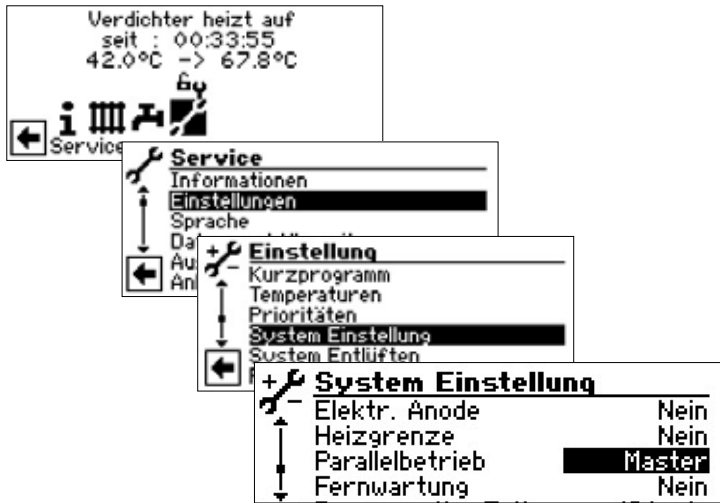 Verdichter heizt auf
seit : 00:33:55
42.0°C -> 67.8°C
Service
Service
Informationen
Einstellungen
Sprache
Einstellung
Kurzprogramm
Temperaturen
Prioritäten
System Einstellung
System Entlüften
System Einstellung
Elektr. Anode Nein
Heizgrenze Nein
Parallelbetrieb Master
Fernwartung Nein